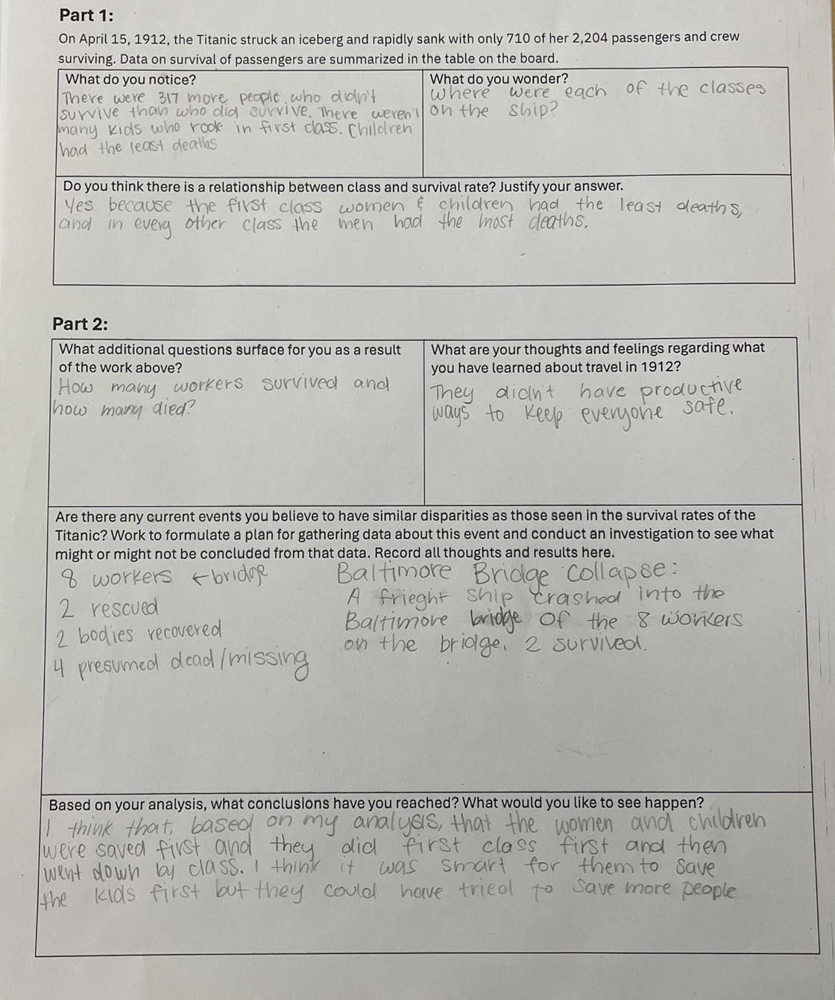 Part 1:
On April 15, 1912, the Titanic struck an iceberg and rapidly sank with only 710 of her 2,204 passengers and crew
surviving. Data on survival of passengers are summarized in the table on the board.
What do you notice?
There were 317 more people who didn't
survive than who did survive. There weren't
many kids who rode in first class. Children
had the least deaths.
What do you wonder?
Where were each of the classes
on the ship?
Do you think there is a relationship between class and survival rate? Justify your answer.
Yes because the first class women & children had the least deaths,
and in every other class the men had the most deaths.
Part 2:
What additional questions surface for you as a result
of the work above?
How many workers survived and
how many died?
What are your thoughts and feelings regarding what
you have learned about travel in 1912?
They didn't have productive
ways to keep everyone safe.
Are there any current events you believe to have similar disparities as those seen in the survival rates of the
Titanic? Work to formulate a plan for gathering data about this event and conduct an investigation to see what
might or might not be concluded from that data. Record all thoughts and results here.
8 workers ← bridge
2 rescued
2 bodies recovered
4 presumed dead/missing
Baltimore Bridge Collapse:
A frieght ship crashed into the
Baltimore bridge Of the 8 workers
on the bridge, 2 survived.
Based on your analysis, what conclusions have you reached? What would you like to see happen?
I think that, based on my analysis, that the women and children
were saved first and they did first class first and then
went down by class. I think it was smart for them to save
the kids first but they could have tried to save more people